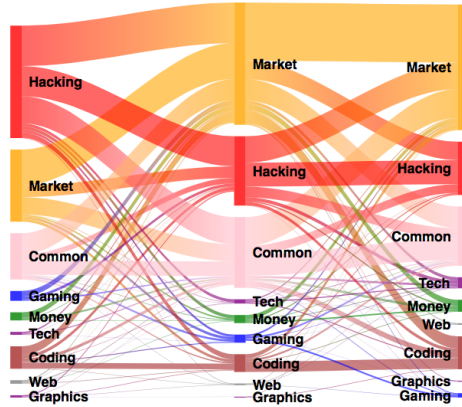 Hacking
Market
Common
Gaming
Money
Tech
Coding
Web
Graphics
Market
Hacking
Common
Tech
Money
Gaming
Coding
Web
Graphics
Market
Hacking
Common
Tech
Money
Web
Coding
Graphics
Gaming